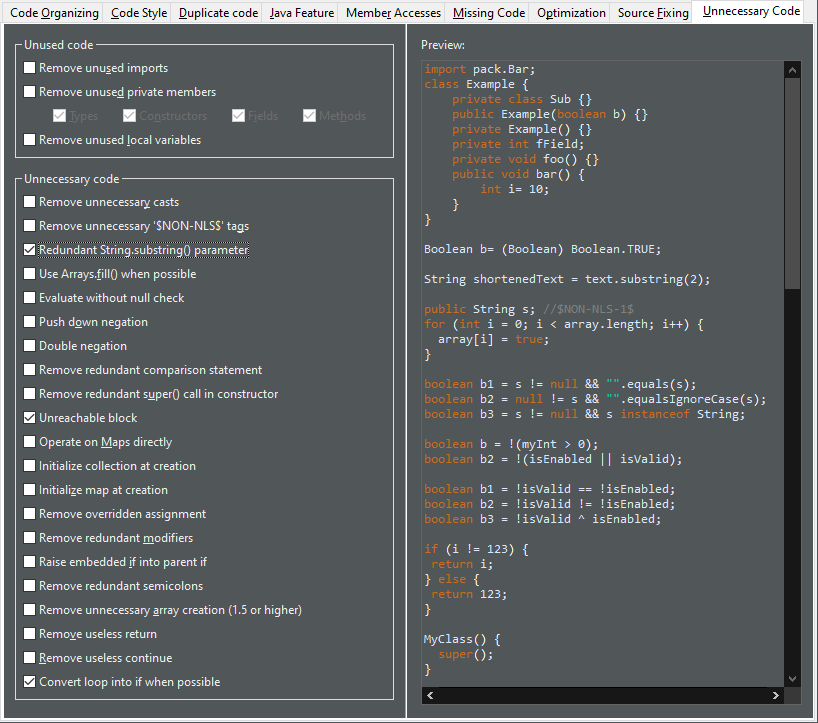 Code Organizing Code Style Duplicate code Java Feature Member Accesses Missing Code Optimization Source Fixing Unnecessary Code
Unused code
Remove unused imports
Remove unused private members
Types Constructors Fields Methods
Remove unused local variables
Unnecessary code
Remove unnecessary casts
Remove unnecessary '$NON-NLS$' tags
Redundant String.substring() parameter
Use Arrays.fill() when possible
Evaluate without null check
Push down negation
Double negation
Remove redundant comparison statement
Remove redundant super() call in constructor
Unreachable block
Operate on Maps directly
Initialize collection at creation
Initialize map at creation
Remove overridden assignment
Remove redundant modifiers
Raise embedded if into parent if
Remove redundant semicolons
Remove unnecessary array creation (1.5 or higher)
Remove useless return
Remove useless continue
Convert loop into if when possible
Preview:
import pack.Bar;
class Example {
    private class Sub {}
    public Example(boolean b) {}
    private Example() {}
    private int fField;
    private void foo() {}
    public void bar() {
        int i= 10;
    }
}
Boolean b= (Boolean) Boolean.TRUE;
String shortenedText = text.substring(2);
public String s; //$NON-NLS-1$
for (int i = 0; i < array.length; i++) {
  array[i] = true;
}
boolean b1 = s != null && "".equals(s);
boolean b2 = null != s && "".equalsIgnoreCase(s);
boolean b3 = s != null && s instanceof String;
boolean b = !(myInt > 0);
boolean b2 = !(isEnabled || isValid);
boolean b1 = !isValid == !isEnabled;
boolean b2 = !isValid != !isEnabled;
boolean b3 = !isValid ^ isEnabled;
if (i != 123) {
 return i;
} else {
 return 123;
}
MyClass() {
  super();
}